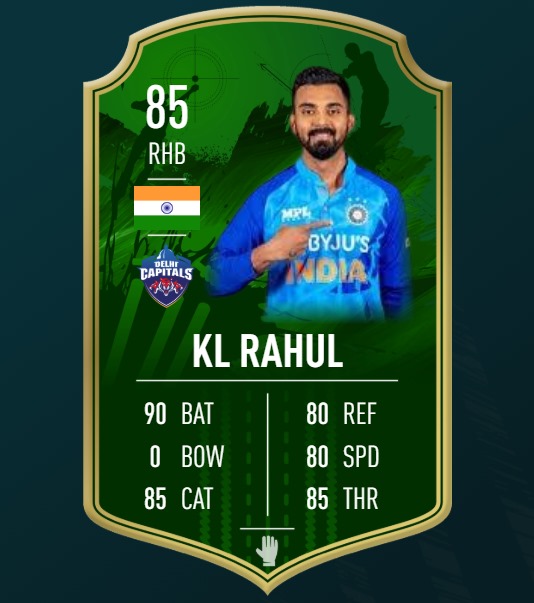 85
RHB
DELHI
CAPITALS
MPL
BYJU'S
INDIA
KL RAHUL
90 BAT
0 BOW
85 CAT
80 REF
80 SPD
85 THR